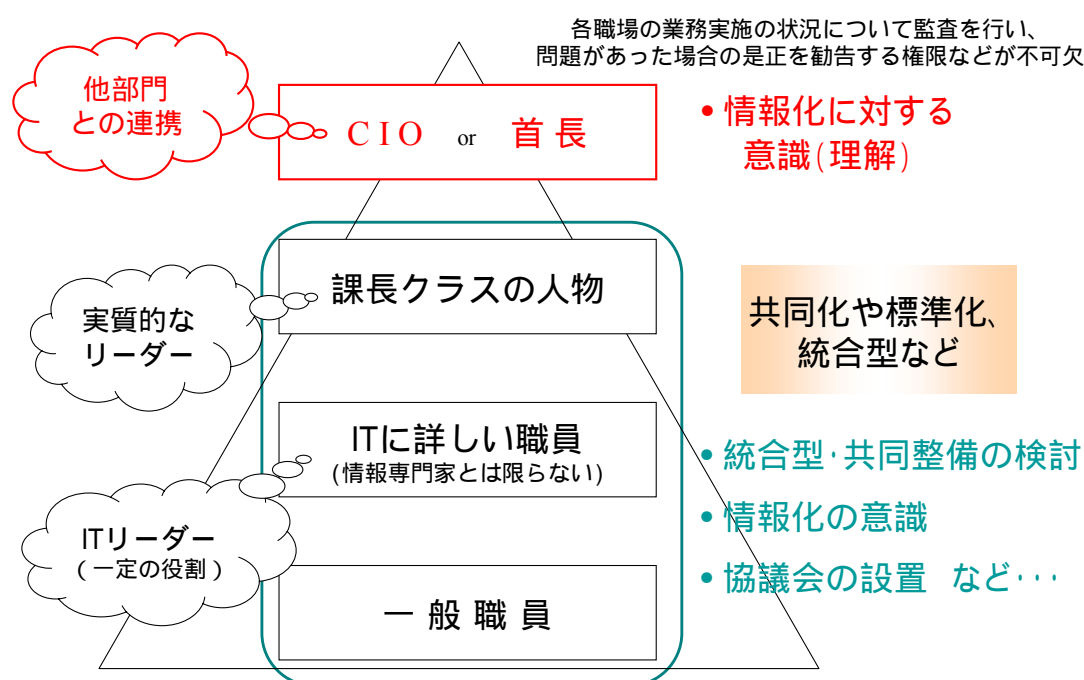 各職場の業務実施の状況について監査を行い、
問題があった場合の是正を勧告する権限などが不可欠
他部門
との連携
CIO or 首長
•情報化に対する
意識(理解)
課長クラスの人物
実質的な
リーダー
共同化や標準化、
統合型など
ITに詳しい職員
(情報専門家とは限らない)
ITリーダー
(一定の役割)
•統合型・共同整備の検討
•情報化の意識
•協議会の設置 など・・・
一般職員